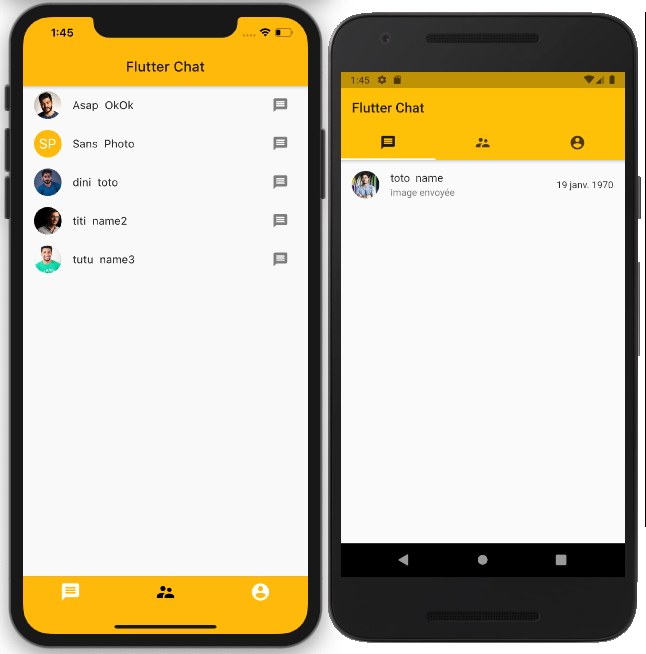 1:45
Flutter Chat
Asap OkOk
SP
Sans Photo
dini toto
titi name2
tutu name3
1:45
Flutter Chat
toto name
19 janv. 1970
image envoyée